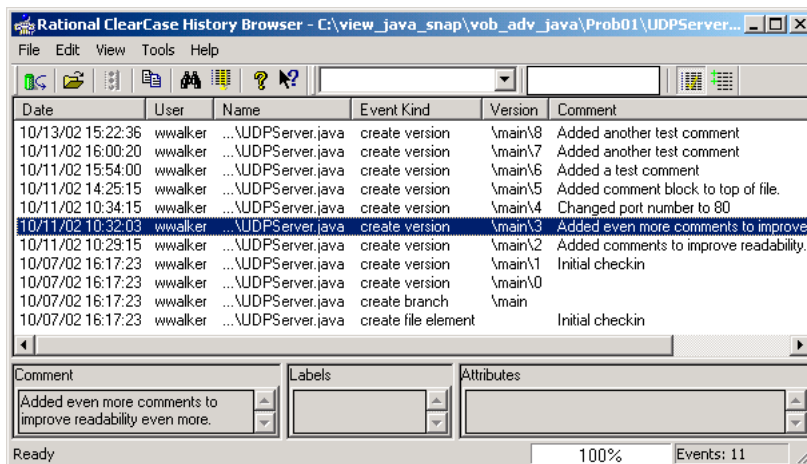 Rational ClearCase History Browser - C:\view_java_snap\vob_adv_java\Prob01\UDPServer...
File Edit View Tools Help
Date User Name Event Kind Version Comment
10/13/02 15:22:36 wwalker ...\UDPServer.java create version \main\8 Added another test comment
10/11/02 16:00:20 wwalker ...\UDPServer.java create version \main\7 Added another test comment
10/11/02 15:54:00 wwalker ...\UDPServer.java create version \main\6 Added a test comment
10/11/02 14:25:15 wwalker ...\UDPServer.java create version \main\5 Added comment block to top of file.
10/11/02 10:34:15 wwalker ...\UDPServer.java create version \main\4 Changed port number to 80
10/11/02 10:32:03 wwalker ...\UDPServer.java create version \main\3 Added even more comments to improve
10/11/02 10:29:15 wwalker ...\UDPServer.java create version \main\2 Added comments to improve readability.
10/07/02 16:17:23 wwalker ...\UDPServer.java create version \main\1 Initial checkin
10/07/02 16:17:23 wwalker ...\UDPServer.java create version \main\0
10/07/02 16:17:23 wwalker ...\UDPServer.java create branch \main
10/07/02 16:17:23 wwalker ...\UDPServer.java create file element Initial checkin
Comment Labels Attributes
Added even more comments to
improve readability even more.
Ready 100% Events: 11